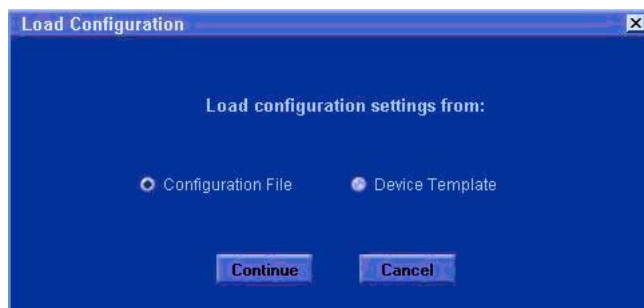 Load Configuration
Load configuration settings from:
Configuration File Device Template
Continue Cancel